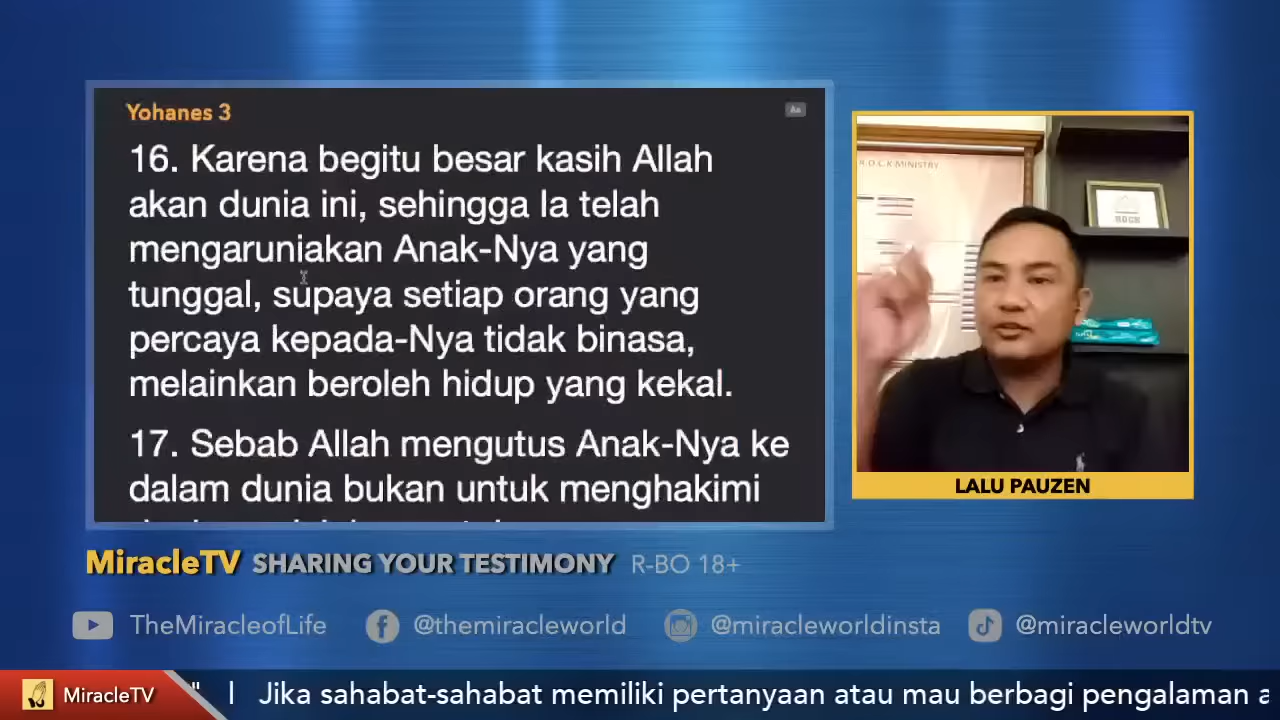 Yohanes 3
Aa
16. Karena begitu besar kasih Allah
akan dunia ini, sehingga Ia telah
mengaruniakan Anak-Nya yang
tunggal, supaya setiap orang yang
percaya kepada-Nya tidak binasa,
melainkan beroleh hidup yang kekal.
17. Sebab Allah mengutus Anak-Nya ke
dalam dunia bukan untuk menghakimi
R.O.C.K MINISTRY
LALU PAUZEN
MiracleTV SHARING YOUR TESTIMONY R-BO 18+
TheMiracleofLife @themiracleworld @miracleworldinsta @miracleworldtv
MiracleTV " | Jika sahabat-sahabat memiliki pertanyaan atau mau berbagi pengalaman a